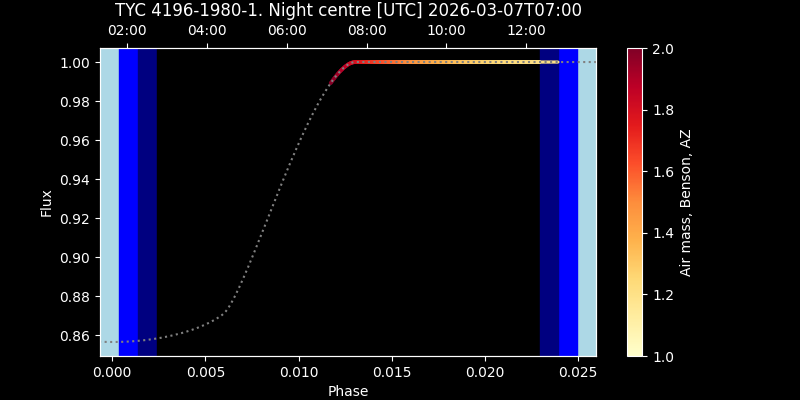 TYC 4196-1980-1. Night centre [UTC] 2026-03-07T07:00
02:00 04:00 06:00 08:00 10:00 12:00
1.00
0.98
0.96
0.94
0.92
0.90
0.88
0.86
Flux
0.000 0.005 0.010 0.015 0.020 0.025
Phase
2.0
1.8
1.6
1.4
1.2
1.0
Air mass, Benson, AZ